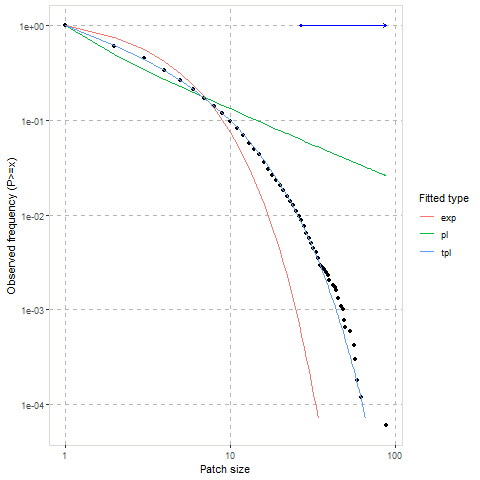 1e+00
1e-01
1e-02
1e-03
1e-04
Observed frequency (P>=x)
1
10
100
Patch size
Fitted type
exp
pl
tpl